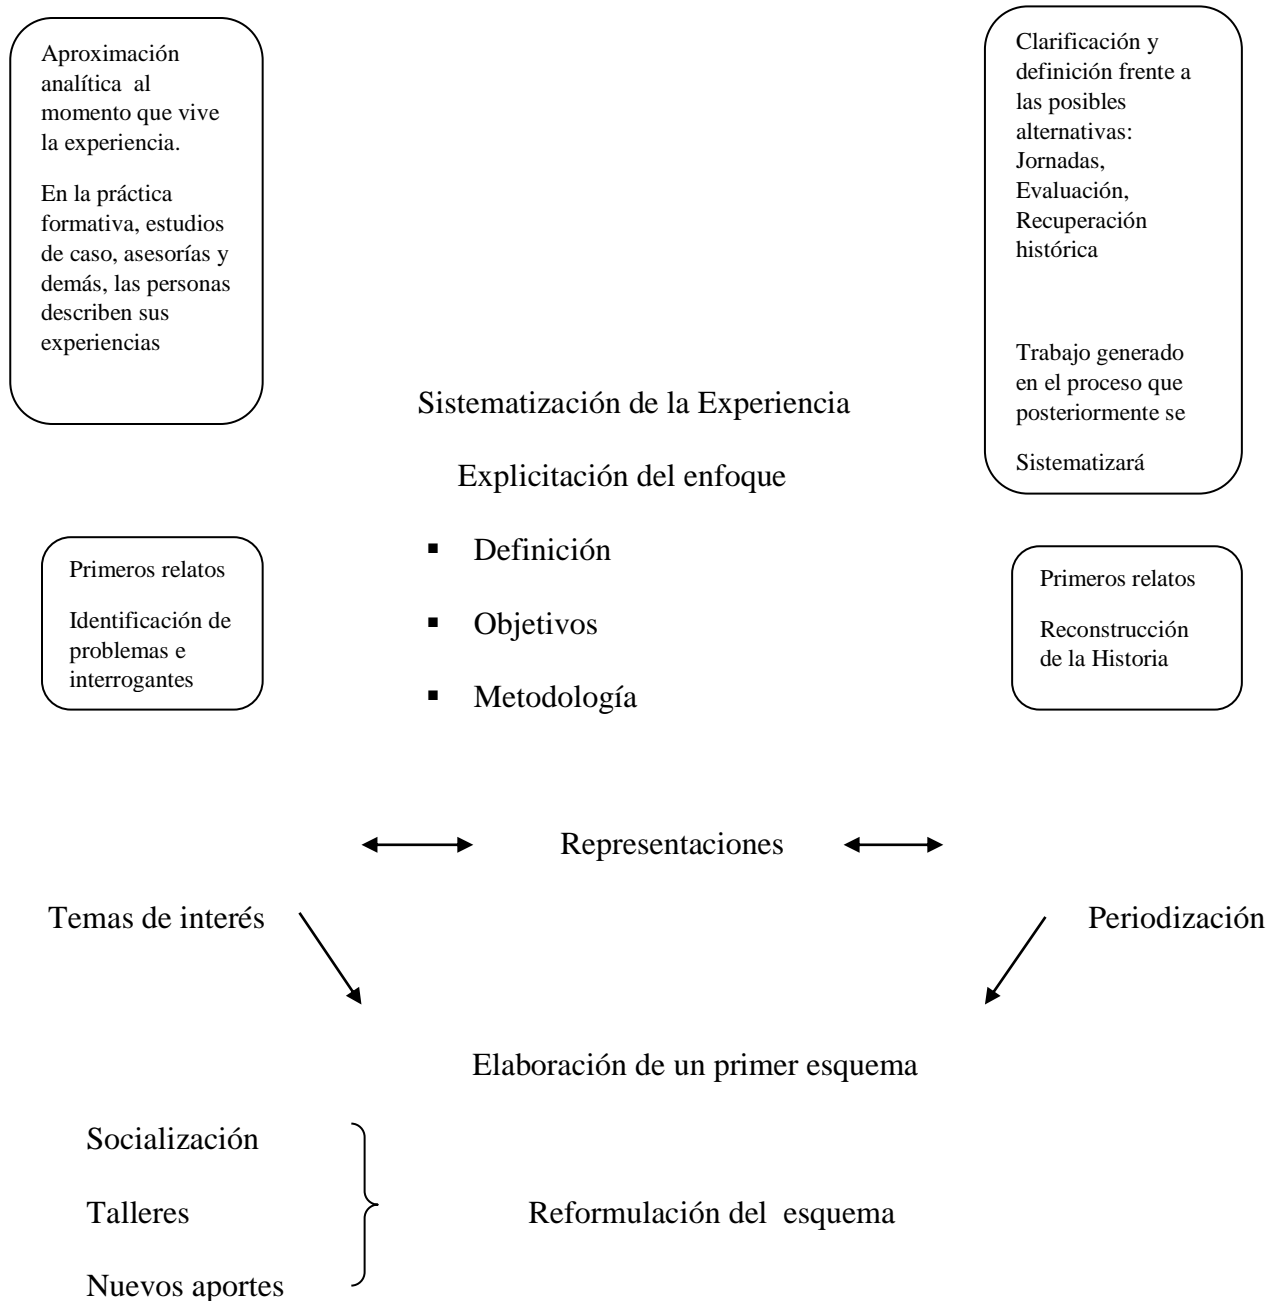 Aproximación
analítica al
momento que vive
la experiencia.
En la práctica
formativa, estudios
de caso, asesorías y
demás, las personas
describen sus
experiencias
Clarificación y
definición frente a
las posibles
alternativas:
Jornadas,
Evaluación,
Recuperación
histórica
Trabajo generado
en el proceso que
posteriormente se
Sistematizará
Sistematización de la Experiencia
Explicitación del enfoque
▪ Definición
▪ Objetivos
▪ Metodología
Primeros relatos
Identificación de
problemas e
interrogantes
Primeros relatos
Reconstrucción
de la Historia
Representaciones
Temas de interés
Periodización
Elaboración de un primer esquema
Socialización
Talleres
Reformulación del esquema
Nuevos aportes